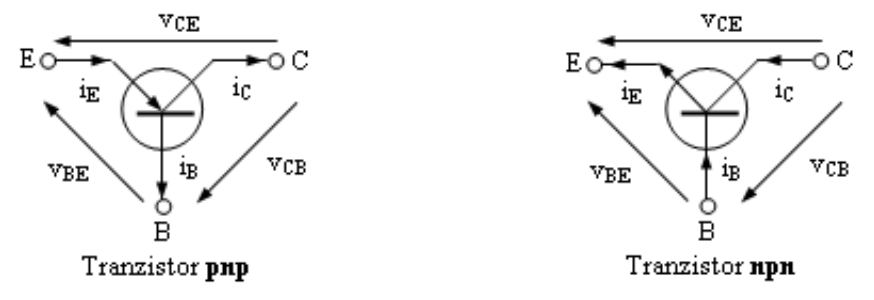 vCE
E
C
iE
iC
vBE
iB
vCB
B
Tranzistor pnp
vCE
E
C
iE
iC
vBE
iB
vCB
B
Tranzistor npn